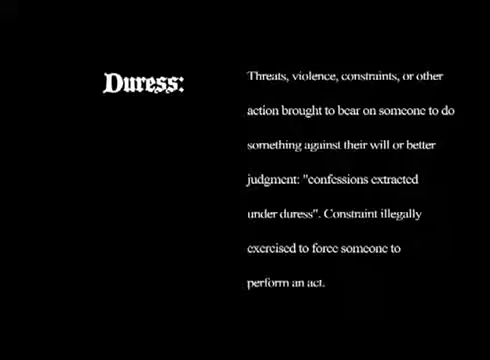 Duress:
Threats, violence, constraints, or other
action brought to bear on someone to do
something against their will or better
judgment: "confessions extracted
under duress". Constraint illegally
exercised to force someone to
perform an act.